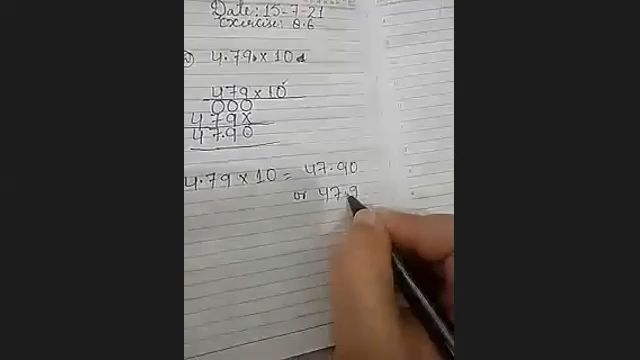 Date: 15-7-21
Exercise: 8.6
4.79 × 10
479 × 10
000
479×
47.90
4.79 × 10 = 47.90
or 47.9